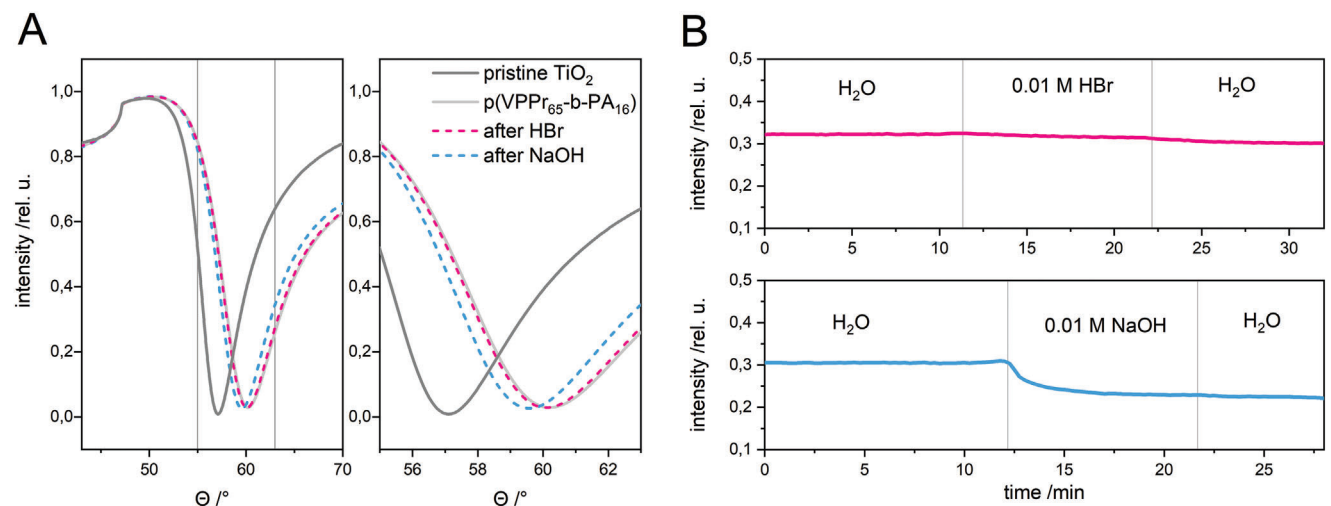 A
B
intensity /rel. u.
1,0
0,8
0,6
0,4
0,2
0,0
50
60
70
Θ /°
1,0
0,8
0,6
0,4
0,2
0,0
56
58
60
62
Θ /°
pristine TiO₂
p(VPPr₆₅-b-PA₁₆)
after HBr
after NaOH
intensity /rel. u.
0,5
0,4
0,3
0,2
0,1
H₂O
0.01 M HBr
H₂O
0
5
10
15
20
25
30
intensity /rel. u.
0,5
0,4
0,3
0,2
0,1
H₂O
0.01 M NaOH
H₂O
0
5
10
15
20
25
time /min